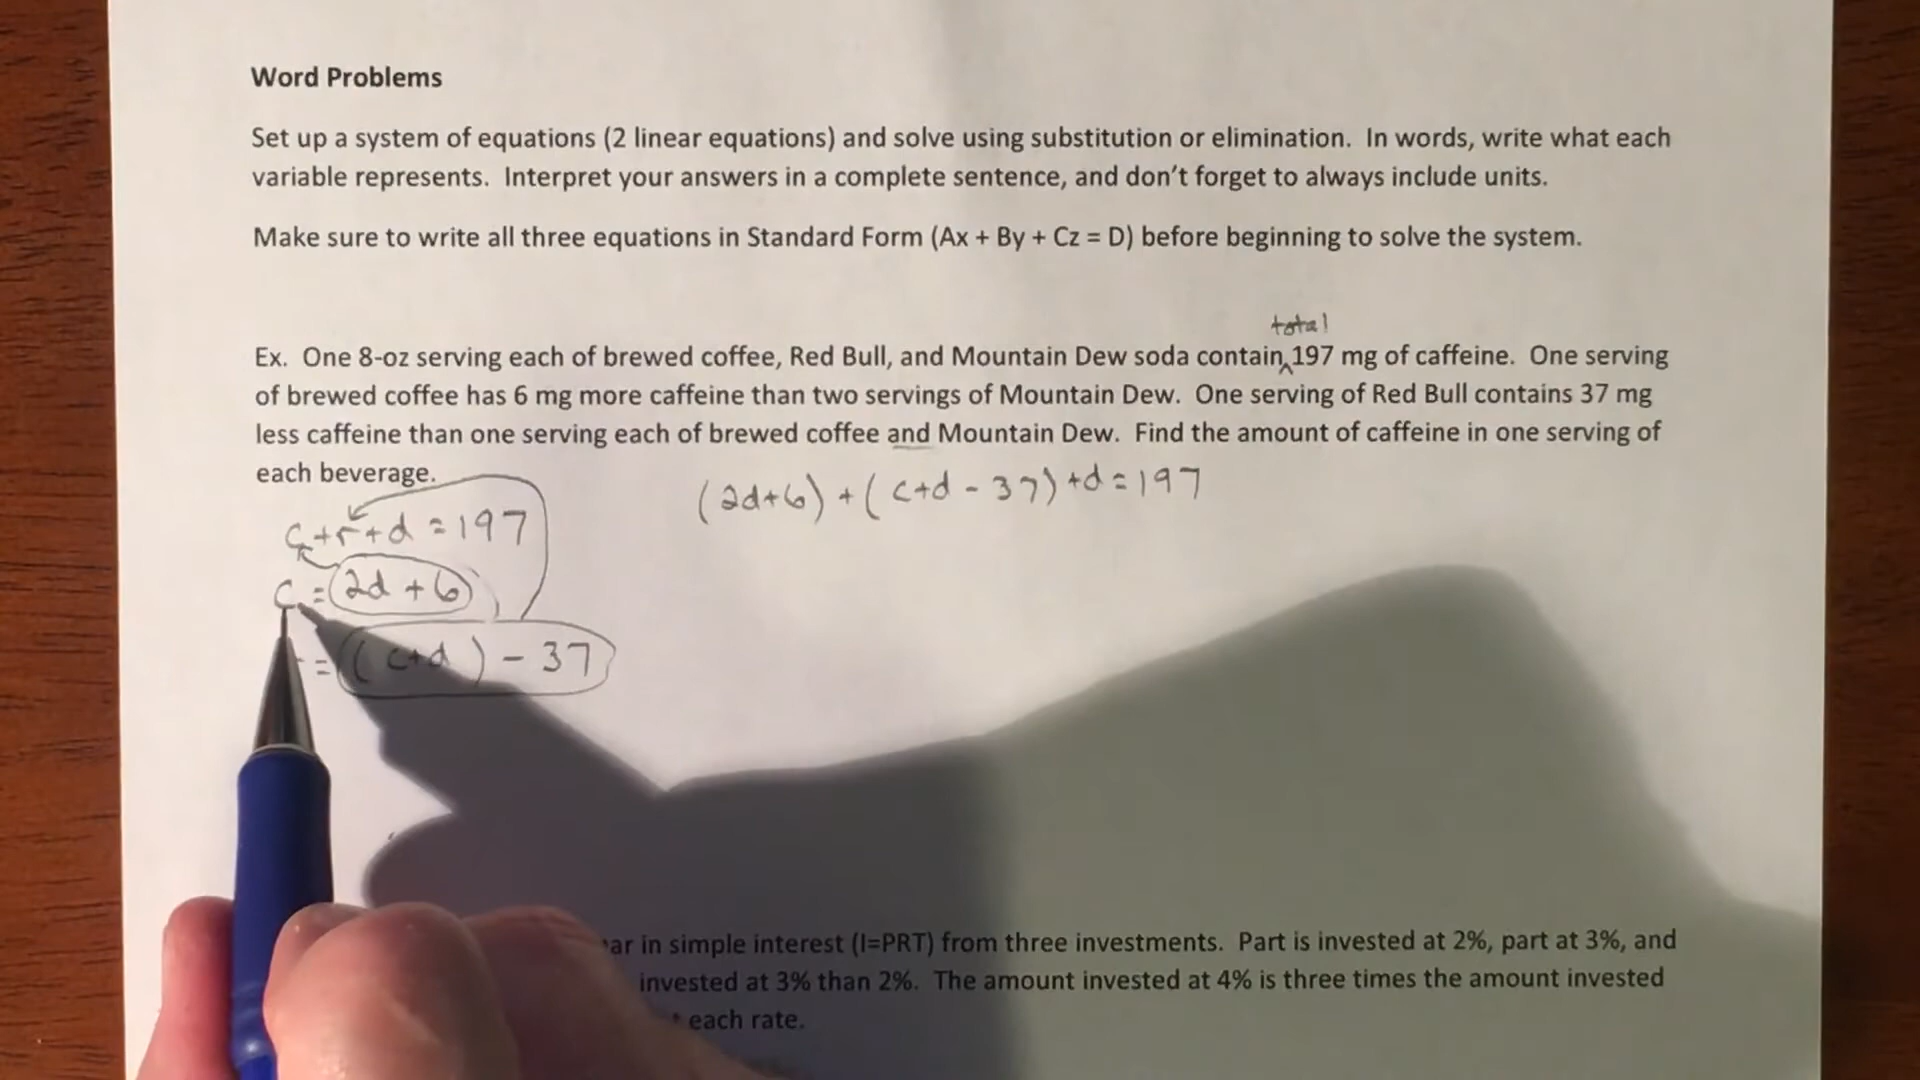 Word Problems
Set up a system of equations (2 linear equations) and solve using substitution or elimination. In words, write what each
variable represents. Interpret your answers in a complete sentence, and don't forget to always include units.
Make sure to write all three equations in Standard Form (Ax + By + Cz = D) before beginning to solve the system.
total
Ex. One 8-oz serving each of brewed coffee, Red Bull, and Mountain Dew soda contain 197 mg of caffeine. One serving
of brewed coffee has 6 mg more caffeine than two servings of Mountain Dew. One serving of Red Bull contains 37 mg
less caffeine than one serving each of brewed coffee and Mountain Dew. Find the amount of caffeine in one serving of
each beverage.
(2d+6) + (c+d - 37) + d = 197
c + r + d = 197
c = 2d + 6
= (c+d) - 37
in simple interest (I=PRT) from three investments. Part is invested at 2%, part at 3%, and
invested at 3% than 2%. The amount invested at 4% is three times the amount invested
each rate.